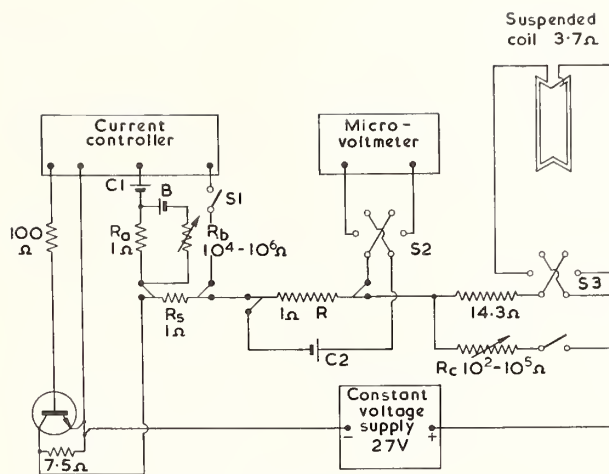 Suspended
coil 3·7Ω
Current
controller
Micro-
voltmeter
C1
B
S1
100
Ω
Ra
1Ω
Rb
10⁴-10⁶Ω
S2
S3
Rs
1Ω
1Ω R
14.3Ω
C2
Rc 10²-10⁵Ω
Constant
voltage
supply
- 27V +
7·5Ω